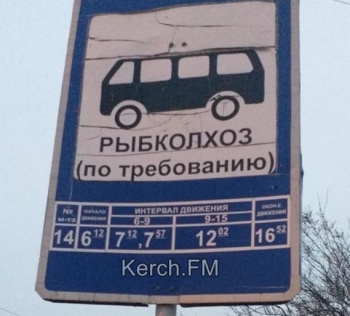 РЫБКОЛХОЗ
(по требованию)
№ м-та
НАЧАЛО ДВИЖЕНИЯ
ИНТЕРВАЛ ДВИЖЕНИЯ
6-9
9-15
ДВИЖЕНИЯ
14
6 12
7 12, 7 57
12 02
16 52
Kerch.FM